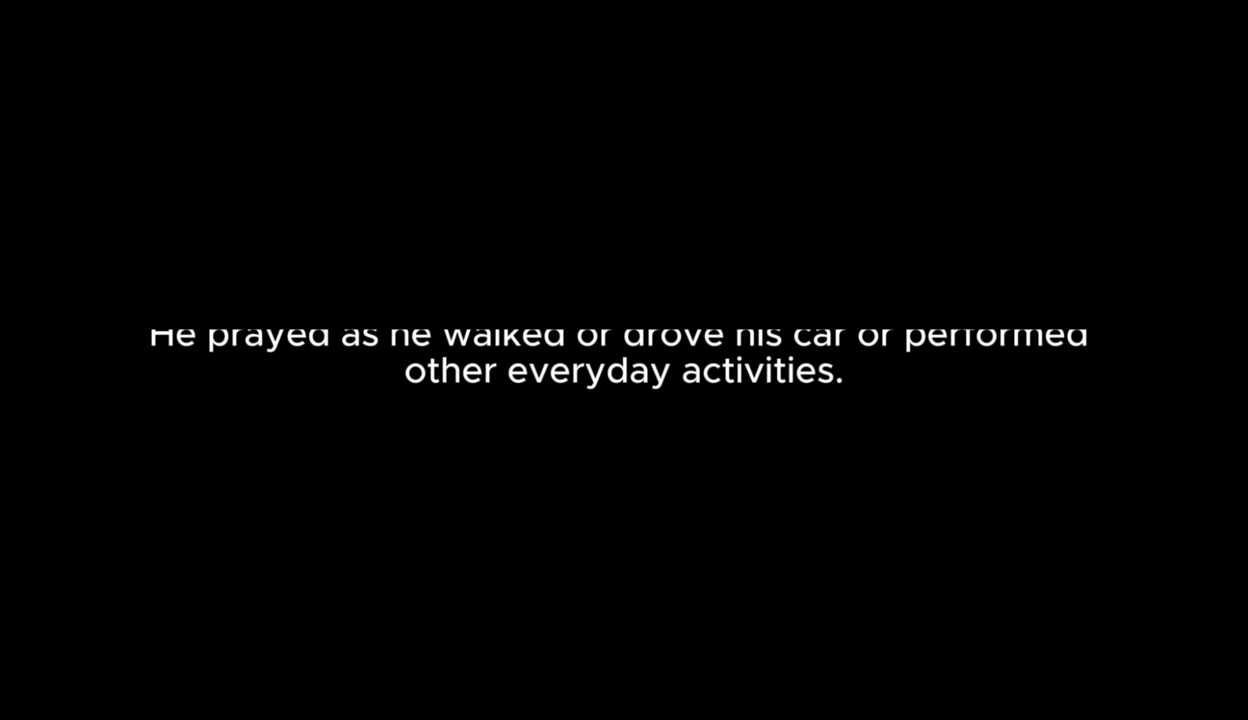 He prayed as he walked or drove his car or performed
other everyday activities.